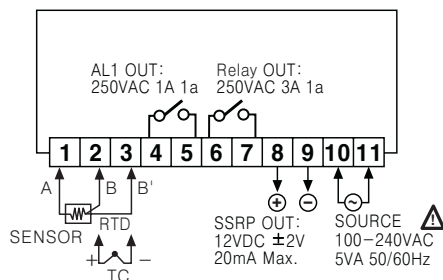 AL1 OUT:
250VAC 1A 1a
Relay OUT:
250VAC 3A 1a
1 2 3 4 5 6 7 8 9 10 11
A B B'
SENSOR
RTD
+ −
TC
+ −
SSRP OUT:
12VDC ±2V
20mA Max.
~
SOURCE
100−240VAC
5VA 50/60Hz